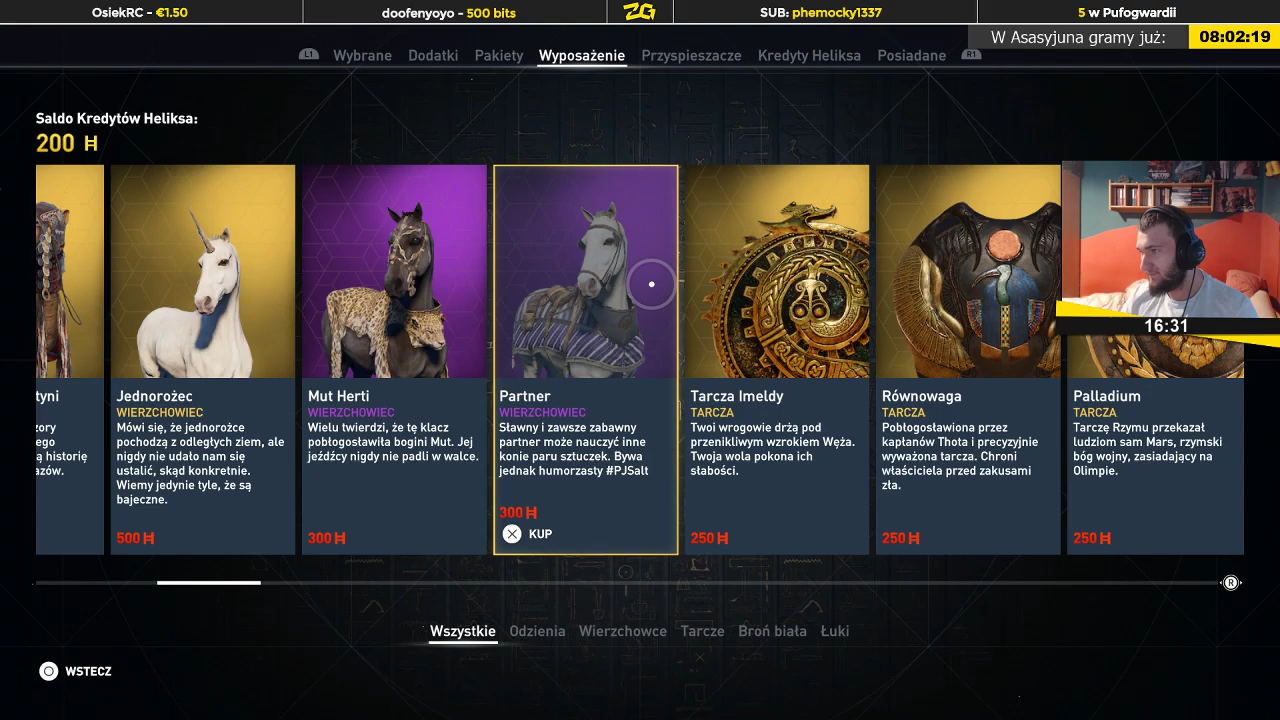 OsiekRC - €1.50
doofenyoyo - 500 bits
ZG
SUB: phemocky1337
5 w Pufogwardii
W Asasyjuna gramy już:
08:02:19
L1
Wybrane
Dodatki
Pakiety
Wyposażenie
Przyspieszacze
Kredyty Heliksa
Posiadane
R1
Saldo Kredytów Heliksa:
200 H
16:31
tyni
zory
ego
ą historię
azów.
Jednorożec
WIERZCHOWIEC
Mówi się, że jednorożce
pochodzą z odległych ziem, ale
nigdy nie udało nam się
ustalić, skąd konkretnie.
Wiemy jedynie tyle, że są
bajeczne.
500 H
Mut Herti
WIERZCHOWIEC
Wielu twierdzi, że tę klacz
pobłogosławiła bogini Mut. Jej
jeźdźcy nigdy nie padli w walce.
300 H
Partner
WIERZCHOWIEC
Sławny i zawsze zabawny
partner może nauczyć inne
konie paru sztuczek. Bywa
jednak humorzasty #PJSalt
300 H
KUP
Tarcza Imeldy
TARCZA
Twoi wrogowie drżą pod
przenikliwym wzrokiem Węża.
Twoja wola pokona ich
słabości.
250 H
Równowaga
TARCZA
Pobłogosławiona przez
kapłanów Thota i precyzyjnie
wyważona tarcza. Chroni
właściciela przed zakusami
zła.
250 H
Palladium
TARCZA
Tarczę Rzymu przekazał
ludziom sam Mars, rzymski
bóg wojny, zasiadający na
Olimpie.
250 H
R
Wszystkie
Odzienia
Wierzchowce
Tarcze
Broń biała
Łuki
WSTECZ